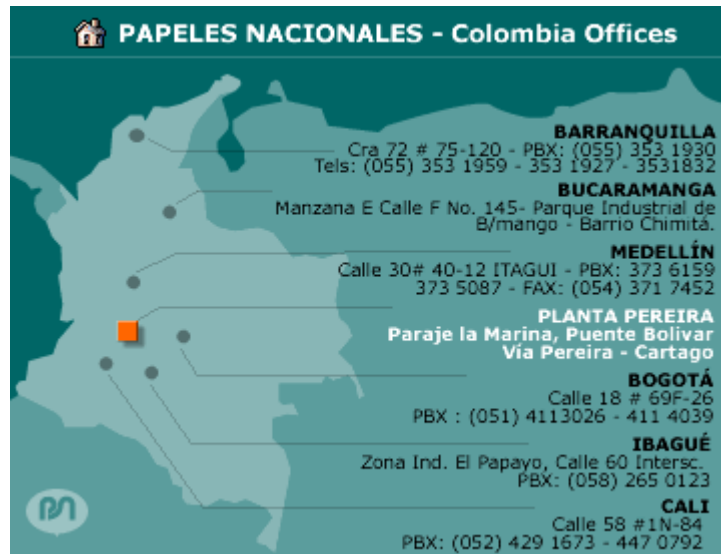 PAPELES NACIONALES - Colombia Offices
BARRANQUILLA
Cra 72 # 75-120 - PBX: (055) 353 1930
Tels: (055) 353 1959 - 353 1927 - 3531832
BUCARAMANGA
Manzana E Calle F No. 145- Parque Industrial de
B/mango - Barrio Chimitá.
MEDELLÍN
Calle 30# 40-12 ITAGUI - PBX: 373 6159
373 5087 - FAX: (054) 371 7452
PLANTA PEREIRA
Paraje la Marina, Puente Bolivar
Vía Pereira - Cartago
BOGOTÁ
Calle 18 # 69F-26
PBX : (051) 4113026 - 411 4039
IBAGUÉ
Zona Ind. El Papayo, Calle 60 Intersc.
PBX: (058) 265 0123
CALI
Calle 58 #1N-84
PBX: (052) 429 1673 - 447 0792